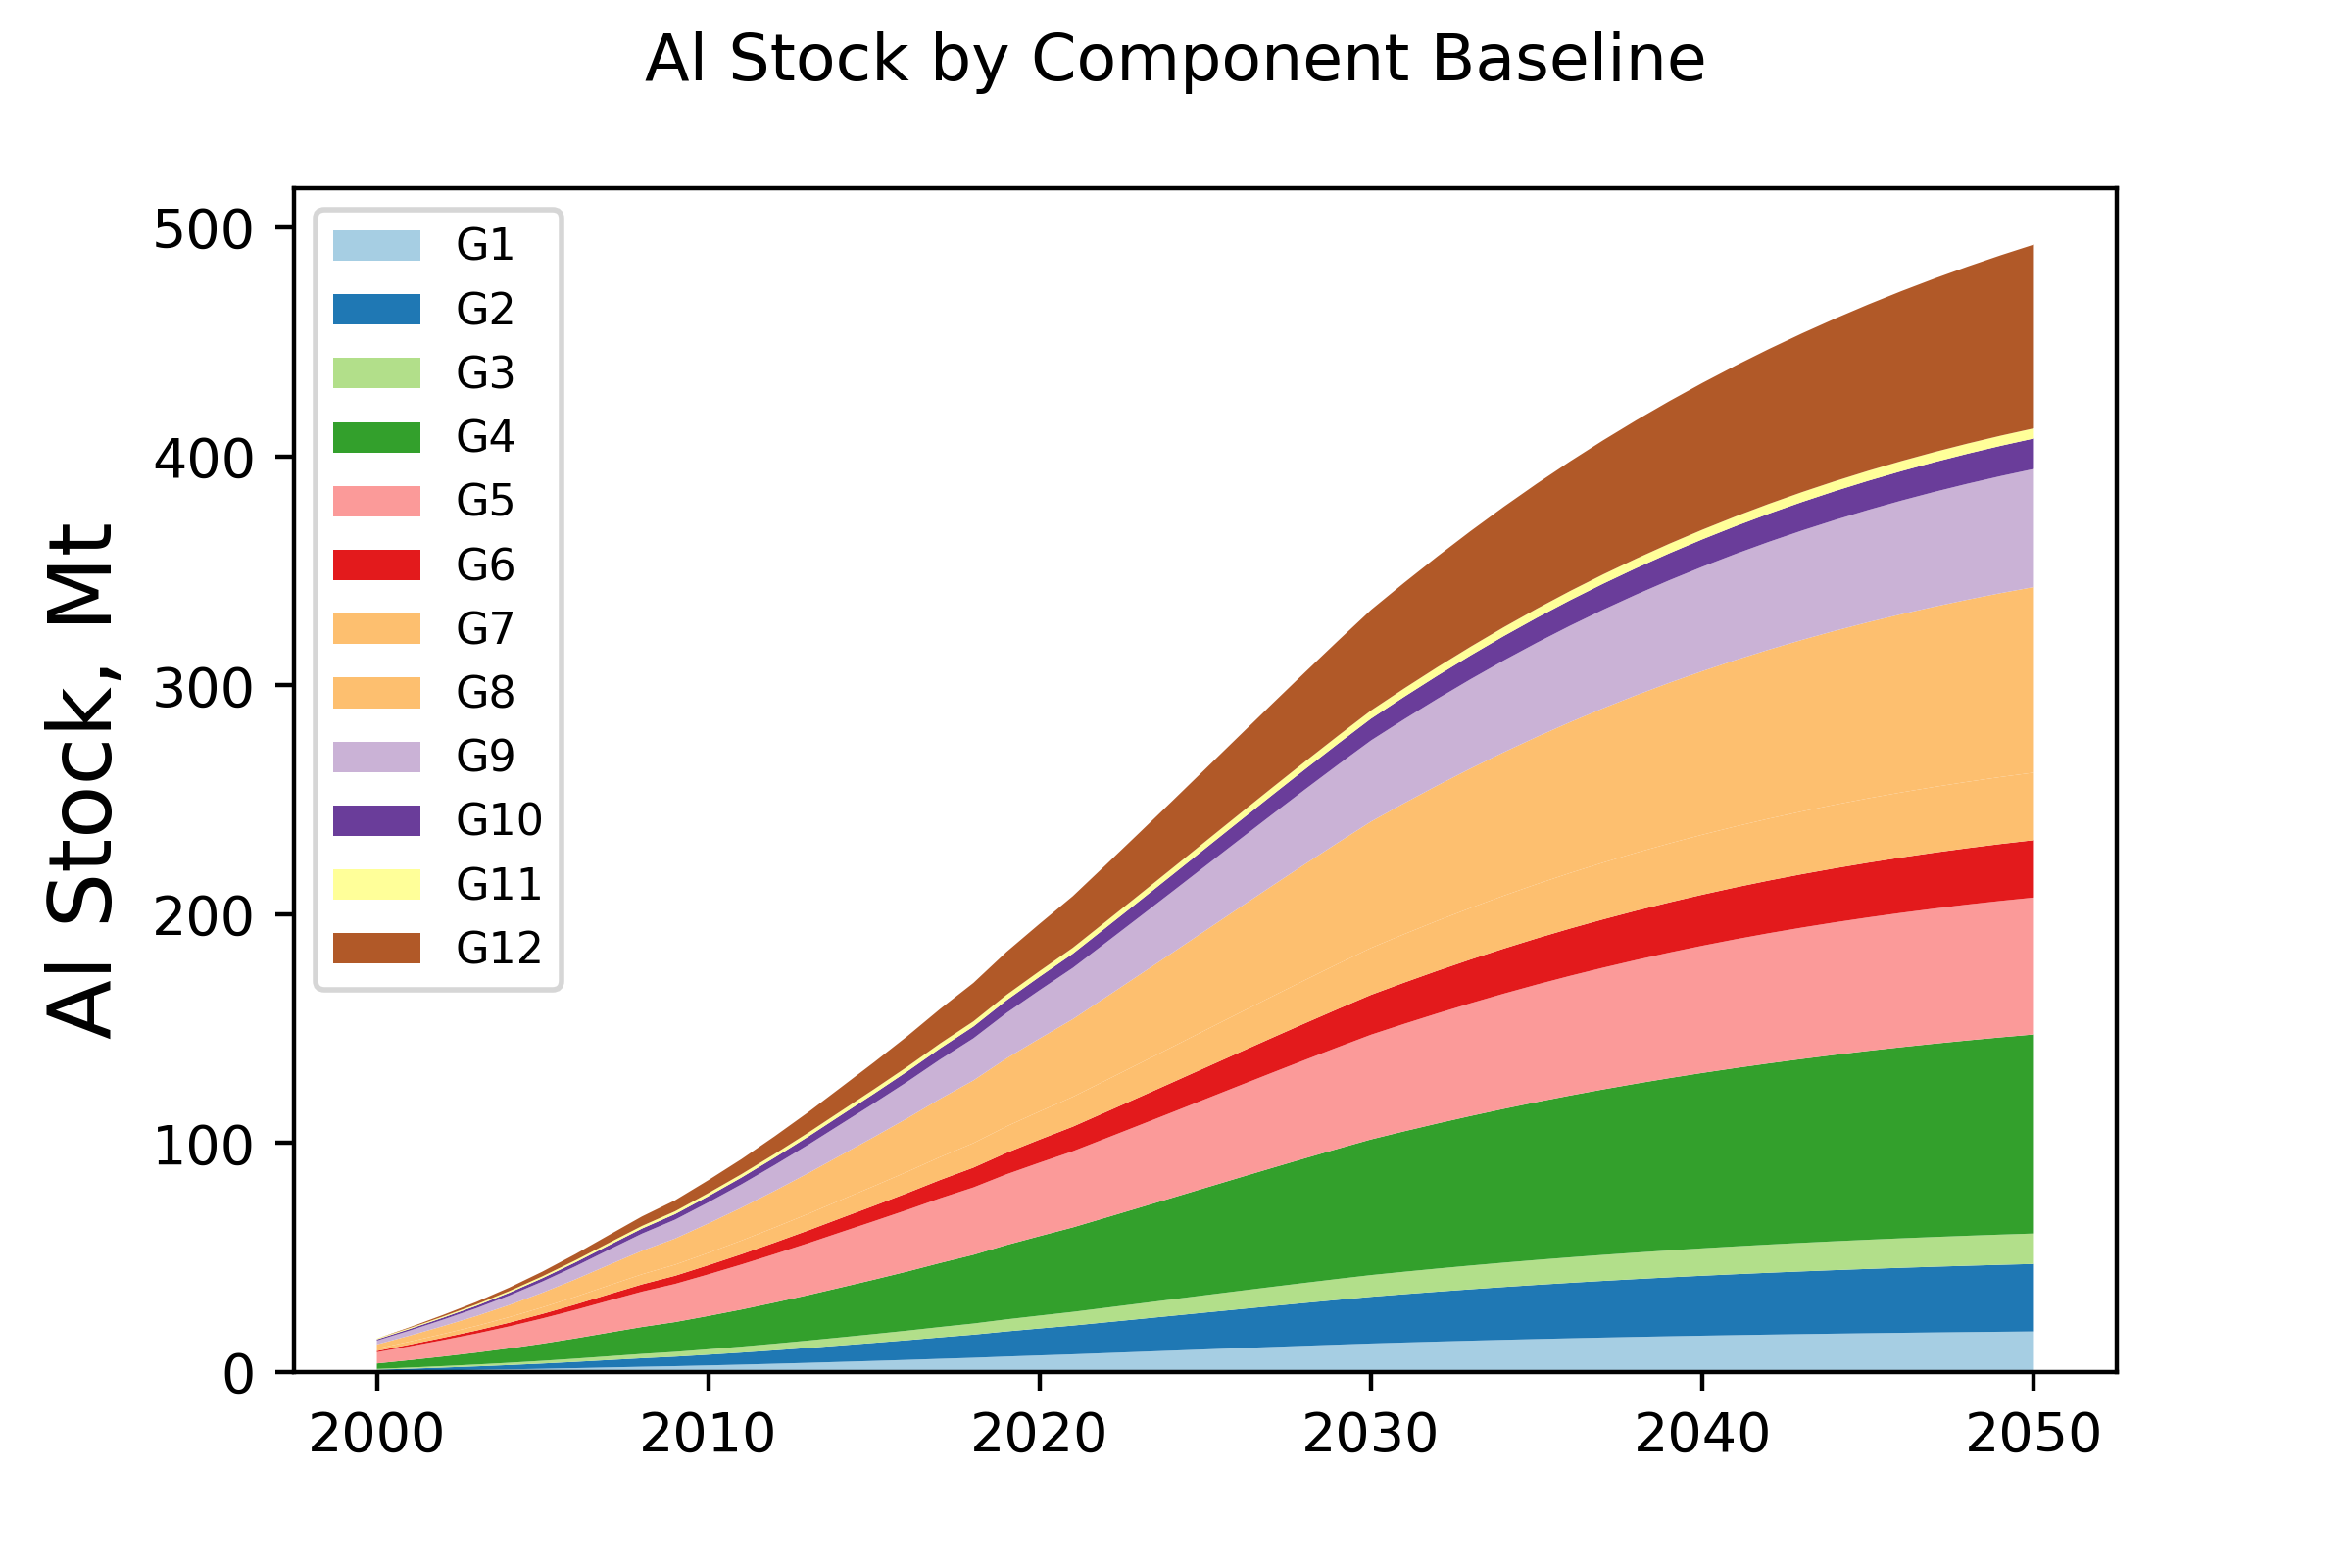 Al Stock by Component Baseline
Al Stock, Mt
500
400
300
200
100
0
G1
G2
G3
G4
G5
G6
G7
G8
G9
G10
G11
G12
2000 2010 2020 2030 2040 2050